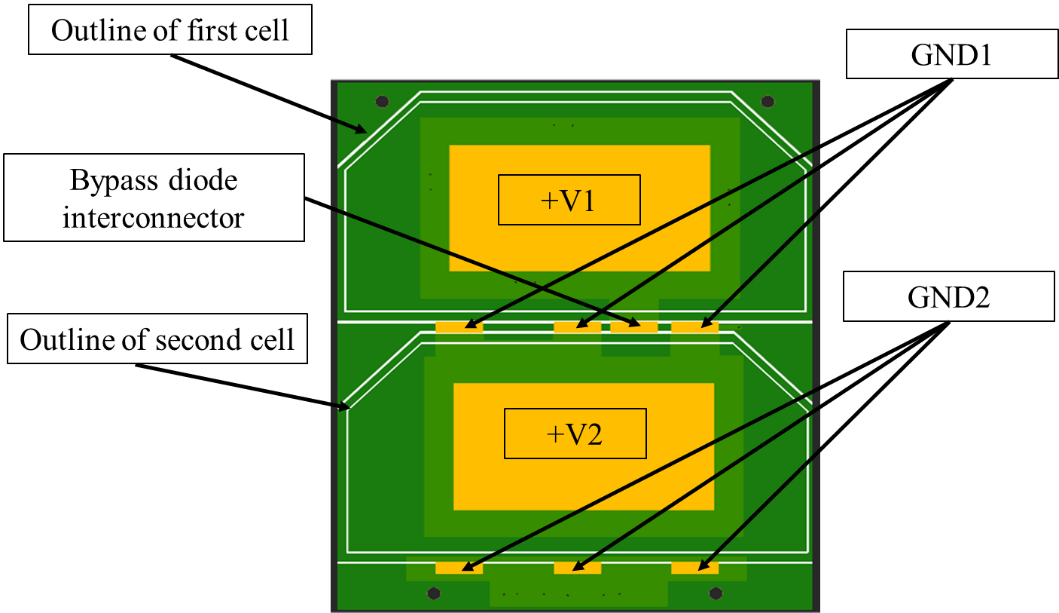 Outline of first cell
GND1
Bypass diode
interconnector
+V1
GND2
Outline of second cell
+V2